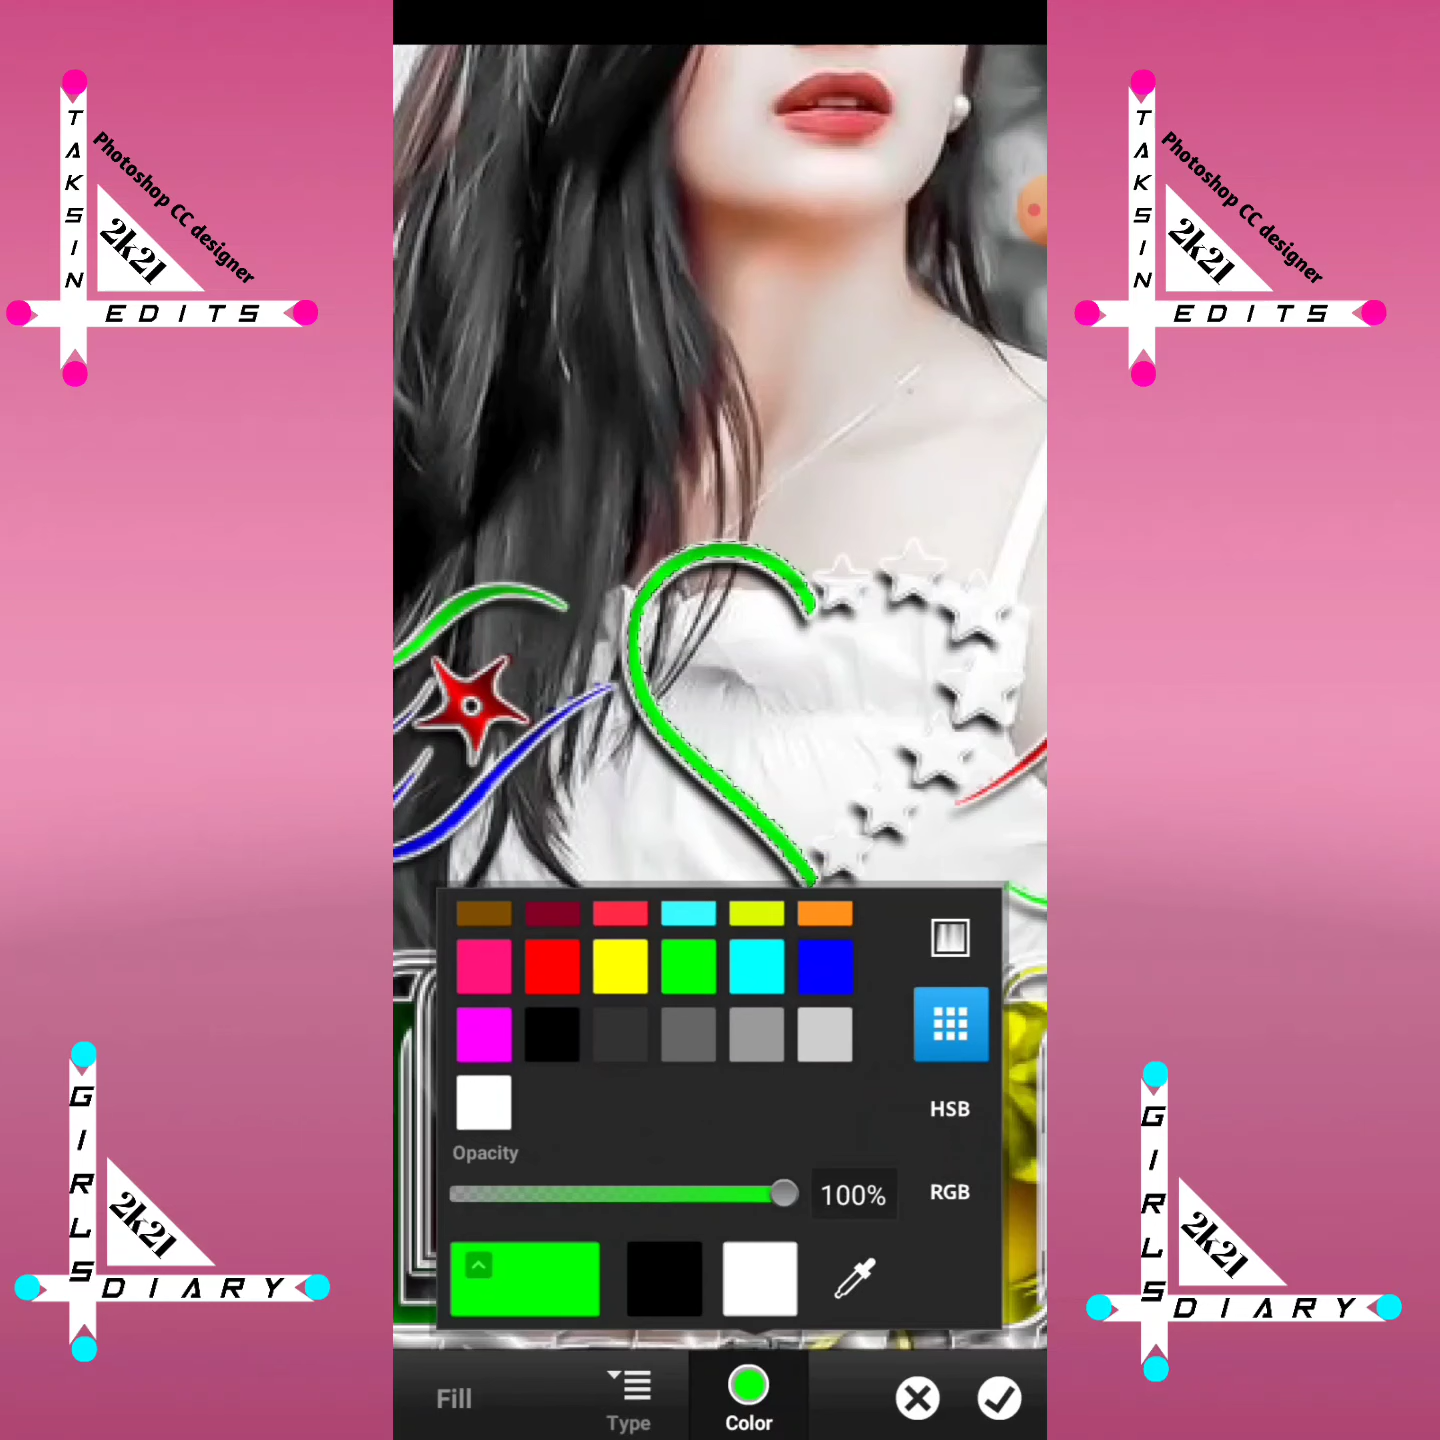 TAKSIN
Photoshop CC designer
2k21
EDITS
TAKSIN
Photoshop CC designer
2k21
EDITS
GIRLS
2k21
DIARY
GIRLS
2k21
DIARY
HSB
Opacity
100%
RGB
Fill
Type
Color